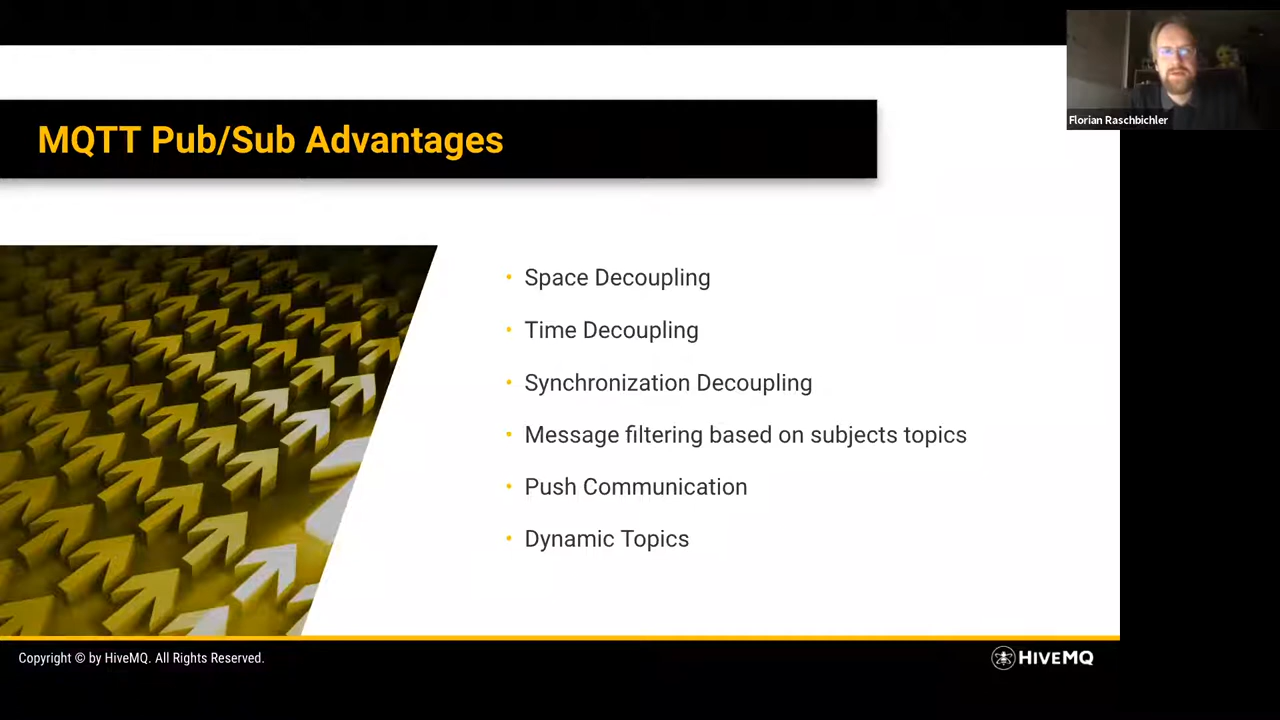 Florian Raschbichler
MQTT Pub/Sub Advantages
Space Decoupling
Time Decoupling
Synchronization Decoupling
Message filtering based on subjects topics
Push Communication
Dynamic Topics
Copyright © by HiveMQ. All Rights Reserved.
HIVEMQ